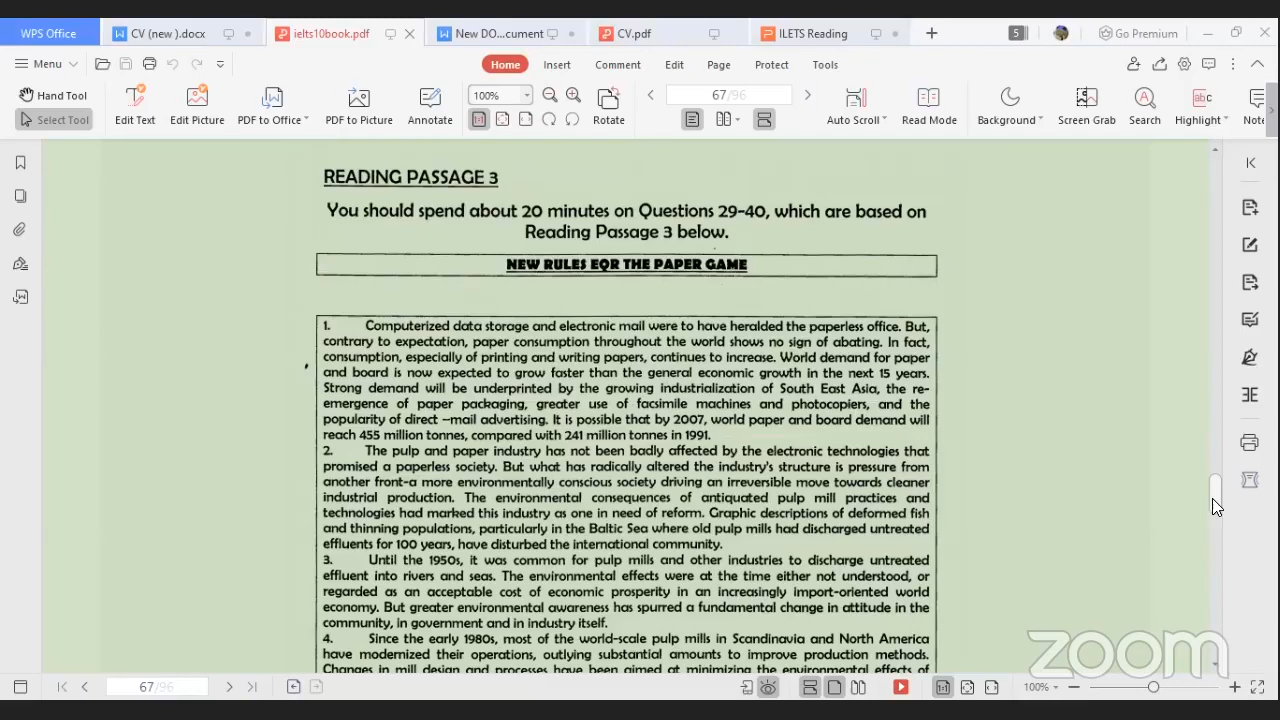 WPS Office CV (new ).docx ielts10book.pdf New DO...cument CV.pdf ILETS Reading 5 Go Premium
Menu Home Insert Comment Edit Page Protect Tools
Hand Tool 100% 67/96
Select Tool Edit Text Edit Picture PDF to Office PDF to Picture Annotate Rotate Auto Scroll Read Mode Background Screen Grab Search Highlight Note
READING PASSAGE 3
You should spend about 20 minutes on Questions 29-40, which are based on
Reading Passage 3 below.
NEW RULES EQR THE PAPER GAME
1. Computerized data storage and electronic mail were to have heralded the paperless office. But,
contrary to expectation, paper consumption throughout the world shows no sign of abating. In fact,
consumption, especially of printing and writing papers, continues to increase. World demand for paper
and board is now expected to grow faster than the general economic growth in the next 15 years.
Strong demand will be underprinted by the growing industrialization of South East Asia, the re-
emergence of paper packaging, greater use of facsimile machines and photocopiers, and the
popularity of direct –mail advertising. It is possible that by 2007, world paper and board demand will
reach 455 million tonnes, compared with 241 million tonnes in 1991.
2. The pulp and paper industry has not been badly affected by the electronic technologies that
promised a paperless society. But what has radically altered the industry's structure is pressure from
another front-a more environmentally conscious society driving an irreversible move towards cleaner
industrial production. The environmental consequences of antiquated pulp mill practices and
technologies had marked this industry as one in need of reform. Graphic descriptions of deformed fish
and thinning populations, particularly in the Baltic Sea where old pulp mills had discharged untreated
effluents for 100 years, have disturbed the international community.
3. Until the 1950s, it was common for pulp mills and other industries to discharge untreated
effluent into rivers and seas. The environmental effects were at the time either not understood, or
regarded as an acceptable cost of economic prosperity in an increasingly import-oriented world
economy. But greater environmental awareness has spurred a fundamental change in attitude in the
community, in government and in industry itself.
4. Since the early 1980s, most of the world-scale pulp mills in Scandinavia and North America
have modernized their operations, outlying substantial amounts to improve production methods.
Changes in mill design and processes have been aimed at minimizing the environmental effects of
zoom
67/96 100%